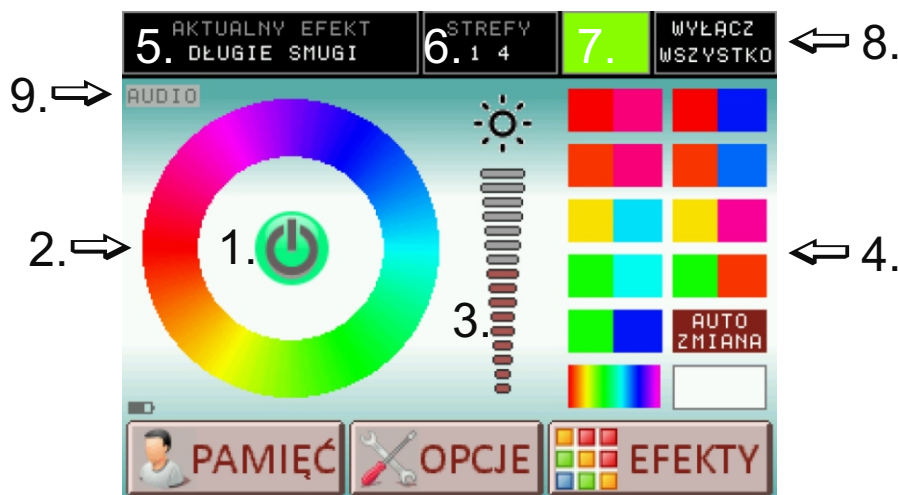 5. AKTUALNY EFEKT
DŁUGIE SMUGI
6. STREFY
1 4
7.
WYŁĄCZ
WSZYSTKO
8.
9.
AUDIO
1.
2.
3.
4.
AUTO
ZMIANA
PAMIĘĆ
OPCJE
EFEKTY